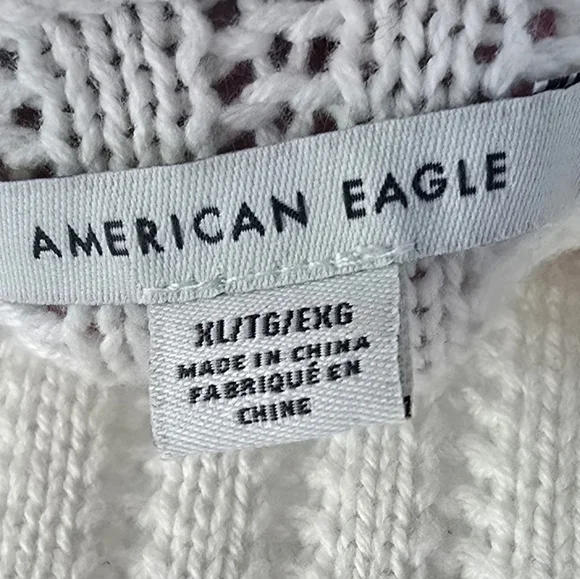 AMERICAN EAGLE
XL/TG/EXG
MADE IN CHINA
FABRIQUÉ EN
CHINE